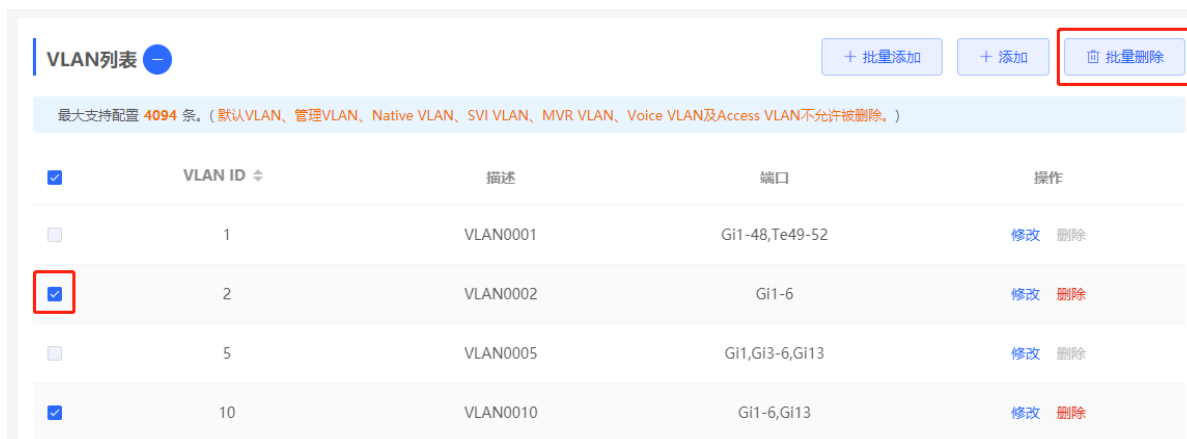 VLAN列表
批量添加
添加
批量删除
最大支持配置 4094 条。( 默认VLAN、管理VLAN、Native VLAN、SVI VLAN、MVR VLAN、Voice VLAN及Access VLAN不允许被删除。)
VLAN ID 描述 端口 操作
1 VLAN0001 Gi1-48,Te49-52 修改 删除
2 VLAN0002 Gi1-6 修改 删除
5 VLAN0005 Gi1,Gi3-6,Gi13 修改 删除
10 VLAN0010 Gi1-6,Gi13 修改 删除